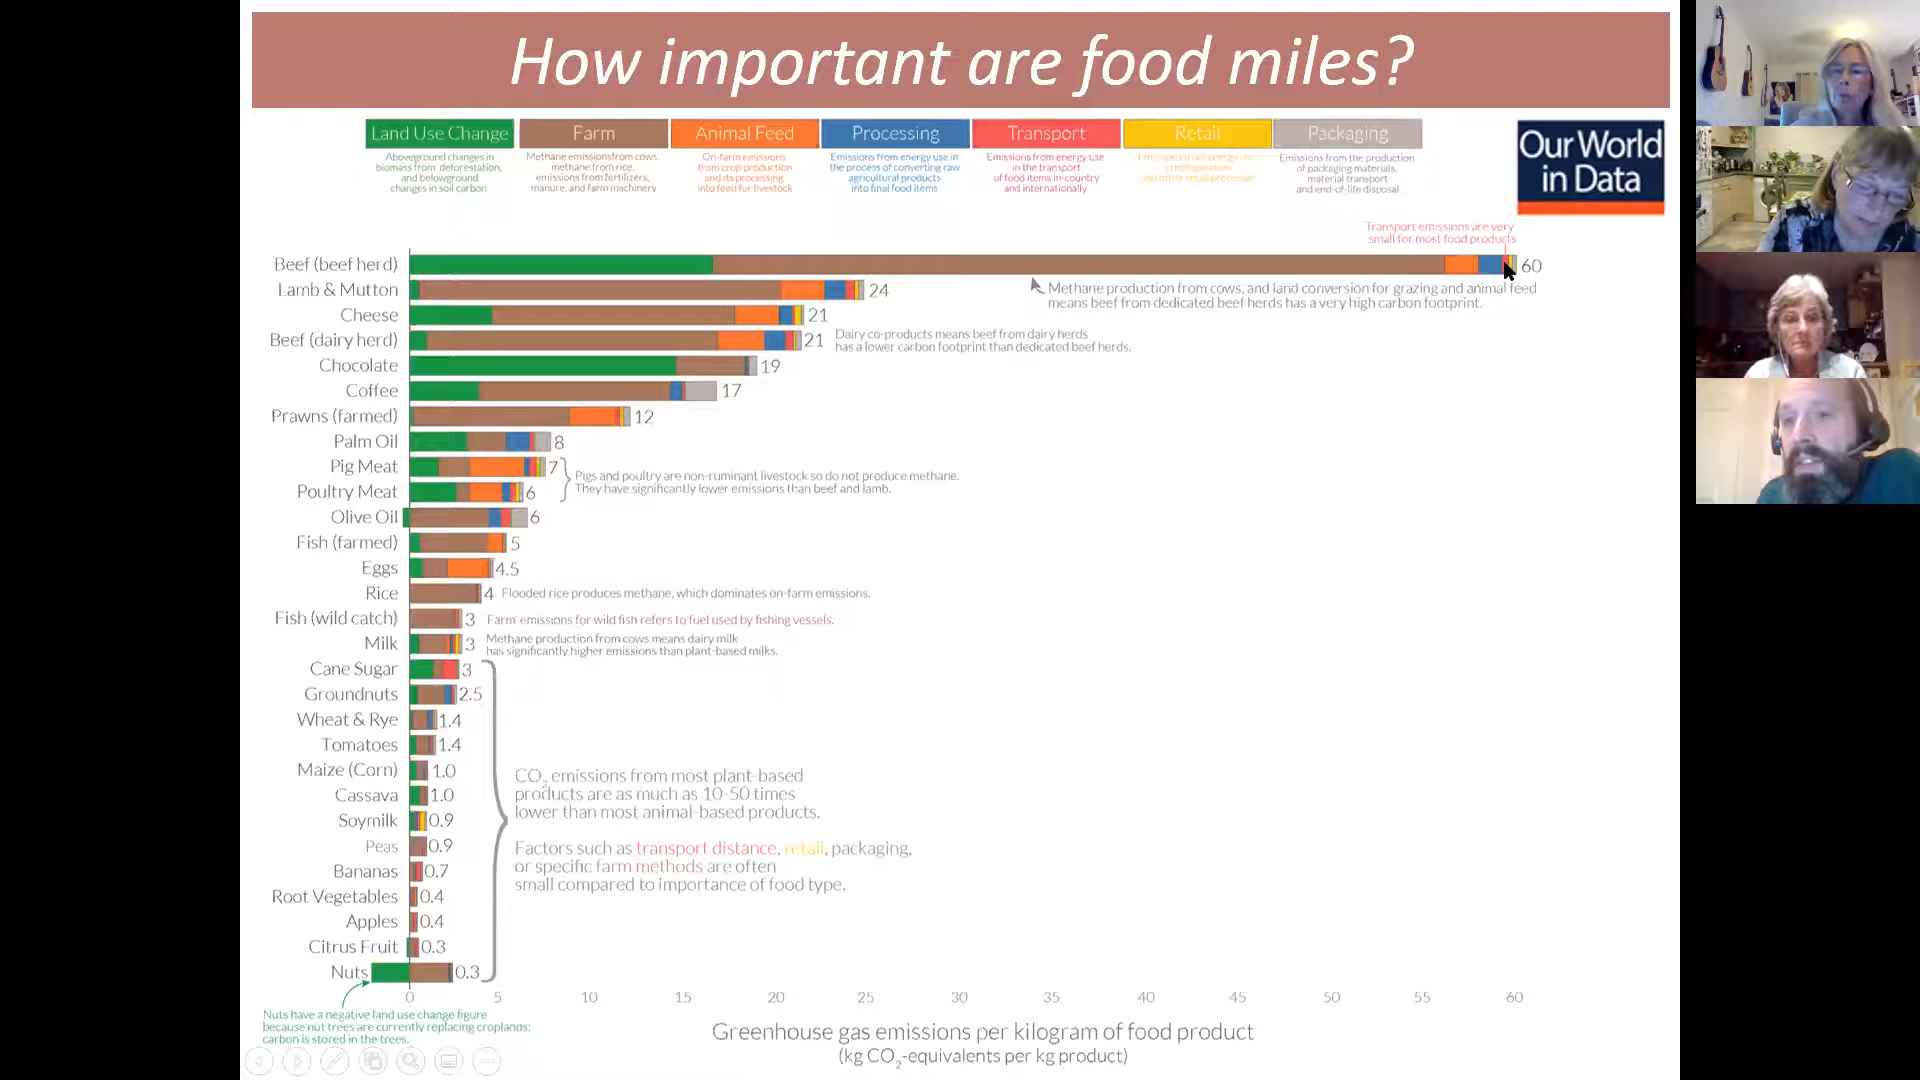 How important are food miles?
Land Use Change
Aboveground changes in
biomass from deforestation,
and belowground
changes in soil carbon
Farm
Methane emissions from cows,
methane from rice,
emissions from fertilizers,
manure, and farm machinery
Animal Feed
On-farm emissions
from crop production
and its processing
into feed for livestock
Processing
Emissions from energy use in
the process of converting raw
agricultural products
into final food items
Transport
Emissions from energy use
in the transport
of food items in-country
and internationally
Retail
Packaging
Emissions from the production
of packaging materials,
material transport
and end-of-life disposal
Our World
in Data
Transport emissions are very
small for most food products
Beef (beef herd) 60
Methane production from cows, and land conversion for grazing and animal feed
means beef from dedicated beef herds has a very high carbon footprint.
Lamb & Mutton 24
Cheese 21
Beef (dairy herd) 21
Dairy co-products means beef from dairy herds
has a lower carbon footprint than dedicated beef herds.
Chocolate 19
Coffee 17
Prawns (farmed) 12
Palm Oil 8
Pig Meat 7
Pigs and poultry are non-ruminant livestock so do not produce methane.
They have significantly lower emissions than beef and lamb.
Poultry Meat 6
Olive Oil 6
Fish (farmed) 5
Eggs 4.5
Rice 4 Flooded rice produces methane, which dominates on-farm emissions.
Fish (wild catch) 3 Farm emissions for wild fish refers to fuel used by fishing vessels.
Milk 3
Methane production from cows means dairy milk
has significantly higher emissions than plant-based milks.
Cane Sugar 3
Groundnuts 2.5
Wheat & Rye 1.4
Tomatoes 1.4
Maize (Corn) 1.0
Cassava 1.0
Soymilk 0.9
Peas 0.9
Bananas 0.7
Root Vegetables 0.4
Apples 0.4
Citrus Fruit 0.3
Nuts 0.3
CO2 emissions from most plant-based
products are as much as 10-50 times
lower than most animal-based products.
Factors such as transport distance, retail, packaging,
or specific farm methods are often
small compared to importance of food type.
0 5 10 15 20 25 30 35 40 45 50 55 60
Nuts have a negative land use change figure
because nut trees are currently replacing croplands;
carbon is stored in the trees.
Greenhouse gas emissions per kilogram of food product
(kg CO2-equivalents per kg product)